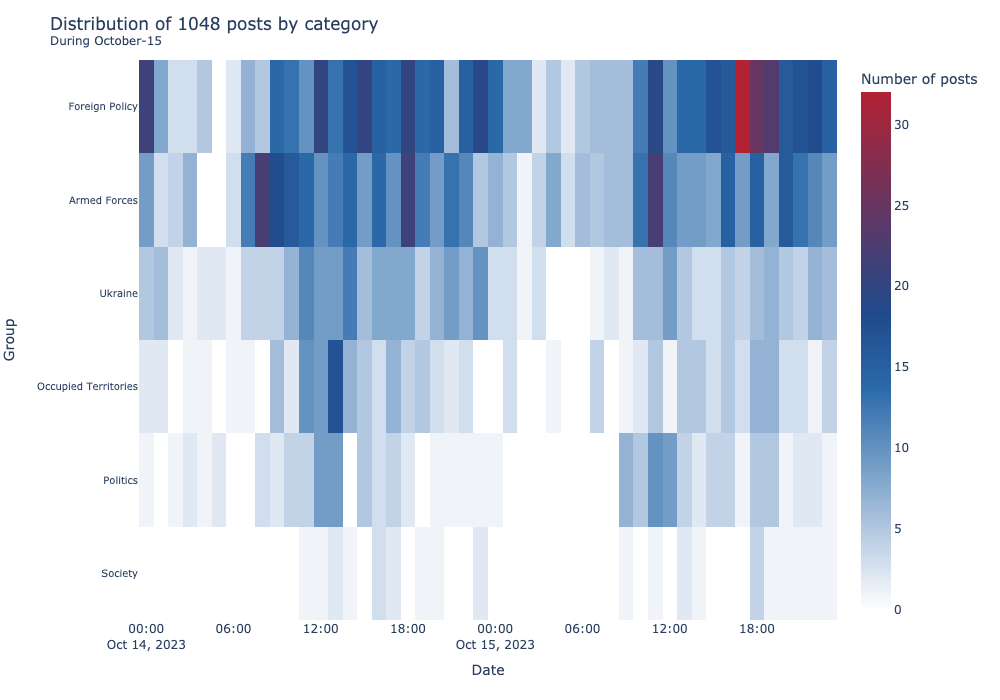 Distribution of 1048 posts by category
During October-15
Number of posts
Foreign Policy
Armed Forces
Ukraine
Occupied Territories
Politics
Society
Group
30
25
20
15
10
5
0
00:00 06:00 12:00 18:00 00:00 06:00 12:00 18:00
Oct 14, 2023 Oct 15, 2023
Date